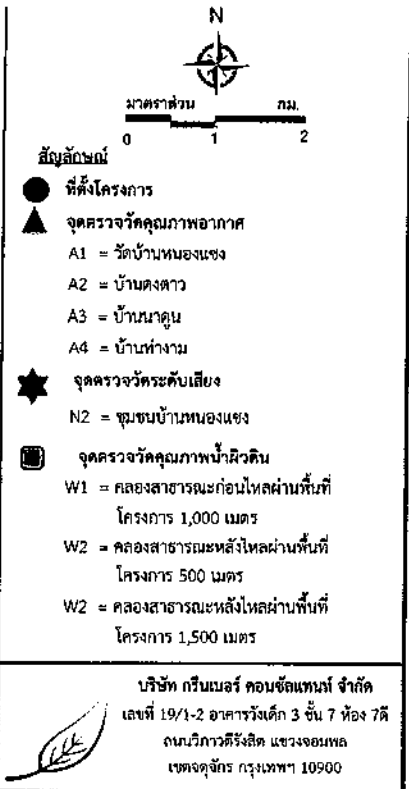 N
มาตราส่วน กม.
0 1 2
สัญลักษณ์
ที่ตั้งโครงการ
จุดตรวจวัดคุณภาพอากาศ
A1 = วัดบ้านหนองแซง
A2 = บ้านดงดาว
A3 = บ้านนาดูน
A4 = บ้านท่างาม
จุดตรวจวัดระดับเสียง
N2 = ชุมชนบ้านหนองแซง
จุดตรวจวัดคุณภาพน้ำผิวดิน
W1 = คลองสาธารณะก่อนไหลผ่านพื้นที่
โครงการ 1,000 เมตร
W2 = คลองสาธารณะหลังไหลผ่านพื้นที่
โครงการ 500 เมตร
W2 = คลองสาธารณะหลังไหลผ่านพื้นที่
โครงการ 1,500 เมตร
บริษัท กรีนเบอร์ คอนซัลแทนท์ จำกัด
เลขที่ 19/1-2 อาคารวังเด็ก 3 ชั้น 7 ห้อง 7ดี
ถนนวิภาวดีรังสิต แขวงจอมพล
เขตจตุจักร กรุงเทพฯ 10900